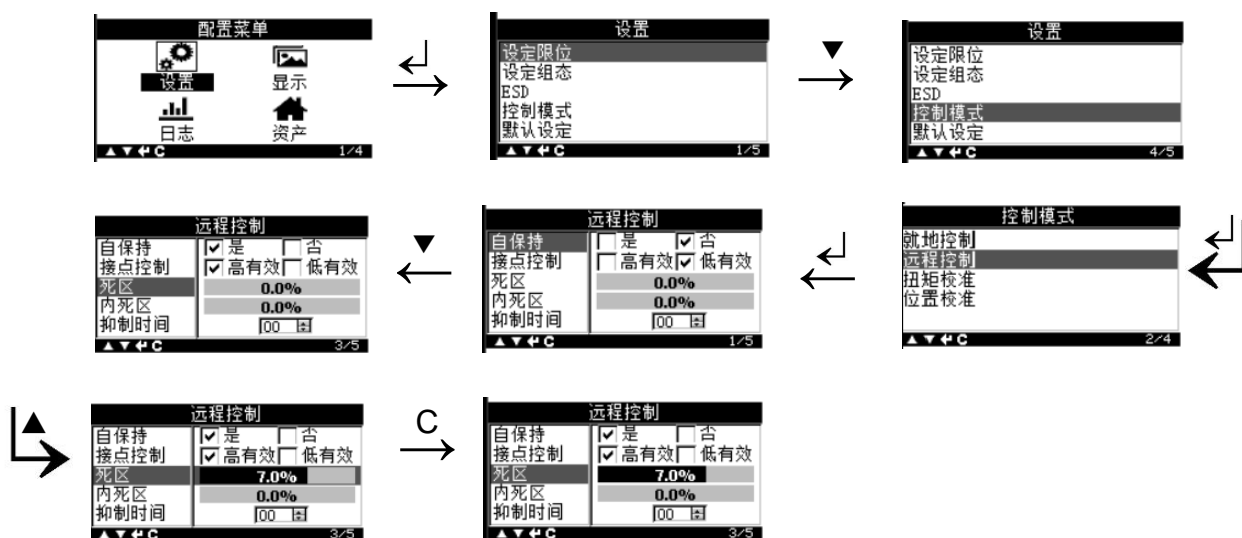 配置菜单
设置
显示
日志
资产
▲ ▼ ↵ C 1/4
↵
设置
设定限位
设定组态
ESD
控制模式
默认设定
▲ ▼ ↵ C 1/5
▼
设置
设定限位
设定组态
ESD
控制模式
默认设定
▲ ▼ ↵ C 4/5
↵
控制模式
就地控制
远程控制
扭矩校准
位置校准
▲ ▼ ↵ C 2/4
↵
远程控制
自保持 是 否
接点控制 高有效 低有效
死区 0.0%
内死区 0.0%
抑制时间 00
▲ ▼ ↵ C 1/5
▼
远程控制
自保持 是 否
接点控制 高有效 低有效
死区 0.0%
内死区 0.0%
抑制时间 00
▲ ▼ ↵ C 3/5
▲
远程控制
自保持 是 否
接点控制 高有效 低有效
死区 7.0%
内死区 0.0%
抑制时间 00
▲ ▼ ↵ C 3/5
C
远程控制
自保持 是 否
接点控制 高有效 低有效
死区 7.0%
内死区 0.0%
抑制时间 00
▲ ▼ ↵ C 3/5